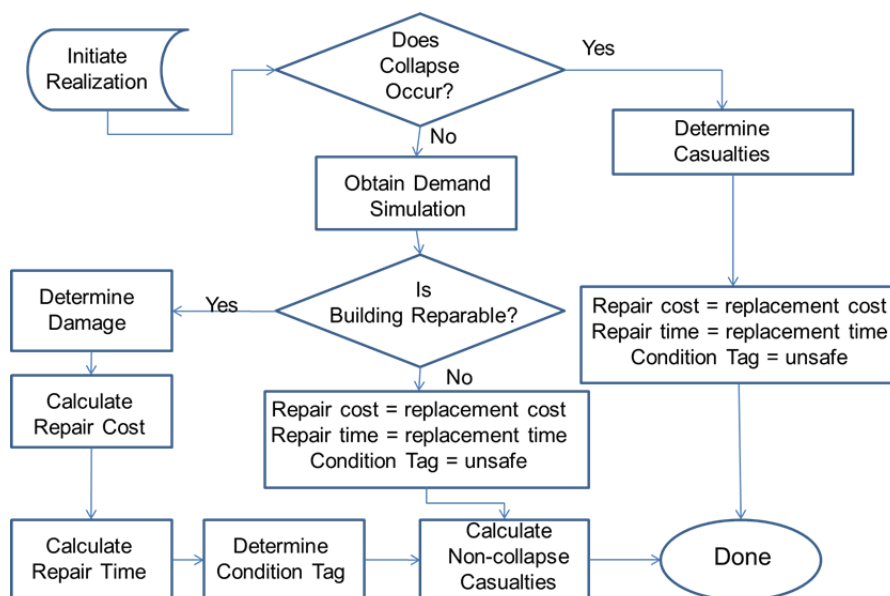 Initiate
Realization
Does
Collapse
Occur?
Yes
No
Determine
Casualties
Obtain Demand
Simulation
Determine
Damage
Yes
Is
Building Reparable?
No
Repair cost = replacement cost
Repair time = replacement time
Condition Tag = unsafe
Calculate
Repair Cost
Repair cost = replacement cost
Repair time = replacement time
Condition Tag = unsafe
Calculate
Repair Time
Determine
Condition Tag
Calculate
Non-collapse
Casualties
Done